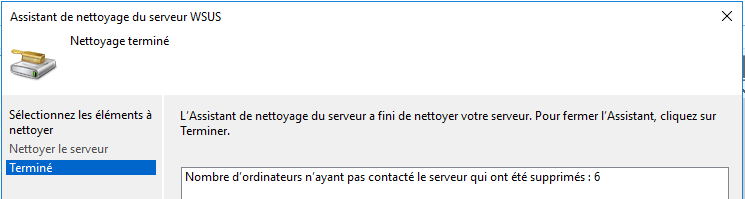 Assistant de nettoyage du serveur WSUS
Nettoyage terminé
Sélectionnez les éléments à
nettoyer
Nettoyer le serveur
Terminé
L'Assistant de nettoyage du serveur a fini de nettoyer votre serveur. Pour fermer l'Assistant, cliquez sur
Terminer.
Nombre d'ordinateurs n'ayant pas contacté le serveur qui ont été supprimés : 6